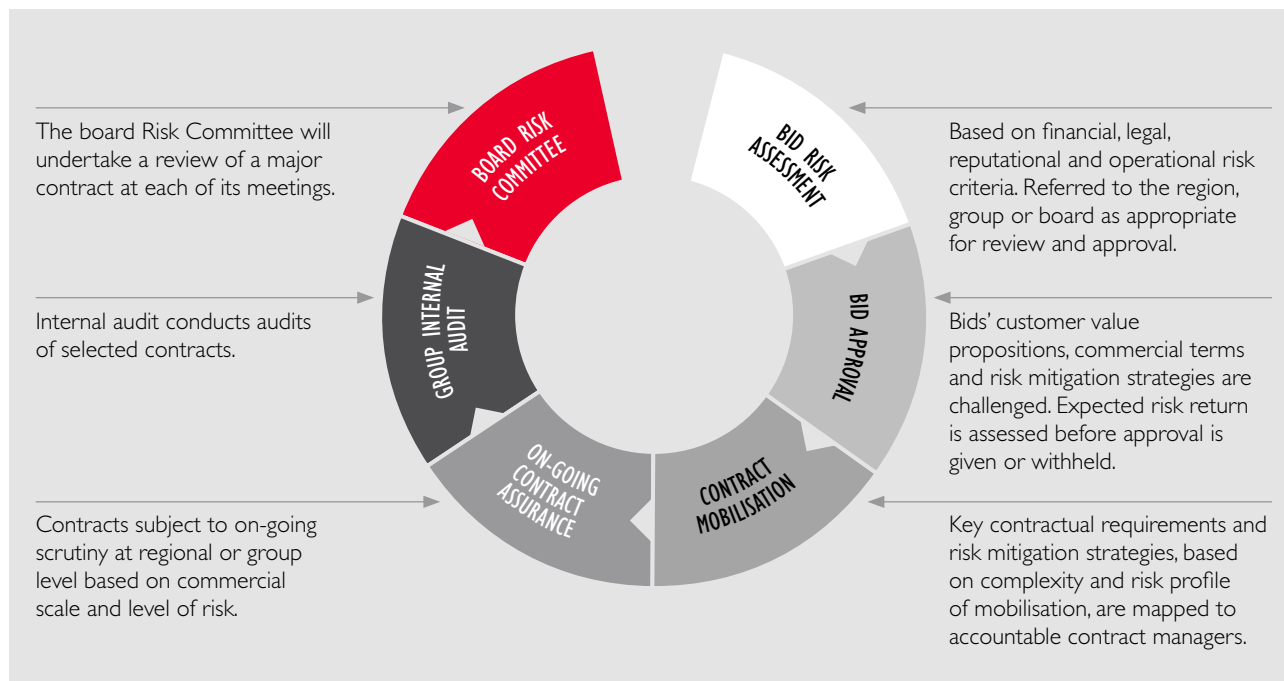 BID RISK
ASSESSMENT
Based on financial, legal,
reputational and operational risk
criteria. Referred to the region,
group or board as appropriate
for review and approval.
BID APPROVAL
Bids’ customer value
propositions, commercial terms
and risk mitigation strategies are
challenged. Expected risk return
is assessed before approval is
given or withheld.
CONTRACT
MOBILISATION
Key contractual requirements and
risk mitigation strategies, based
on complexity and risk profile
of mobilisation, are mapped to
accountable contract managers.
ON-GOING
CONTRACT
ASSURANCE
Contracts subject to on-going
scrutiny at regional or group
level based on commercial
scale and level of risk.
GROUP INTERNAL
AUDIT
Internal audit conducts audits
of selected contracts.
BOARD RISK
COMMITTEE
The board Risk Committee will
undertake a review of a major
contract at each of its meetings.